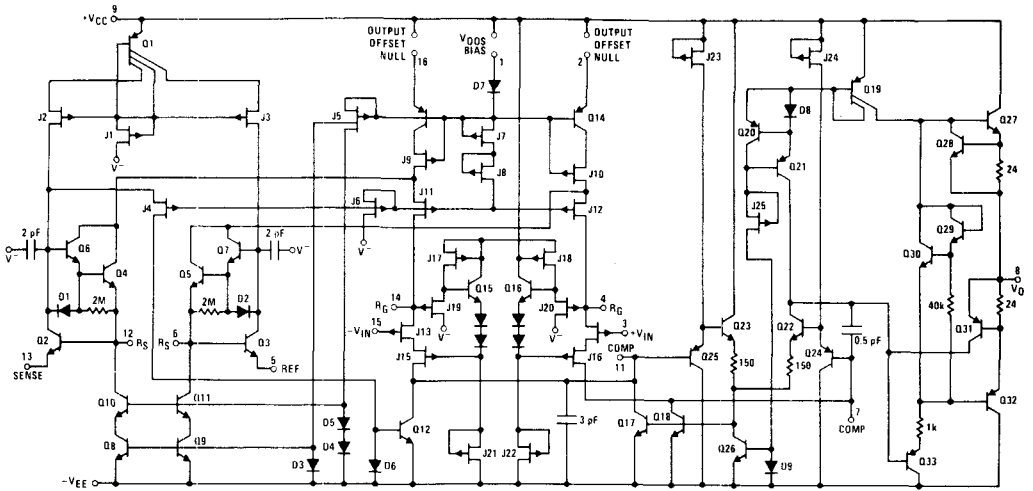 9
+VCC
Q1
OUTPUT
OFFSET
NULL
16
VOOS
BIAS
1
OUTPUT
OFFSET
NULL
2
J23
J24
Q19
D7
J2
J1
J3
V−
J5
J7
Q14
D8
Q20
Q21
Q27
Q28
24
J9
J8
J10
J25
J4
J6
J11
J12
V−
2 pF
V−
Q6
Q4
Q7
2 pF
V−
Q5
J17
Q15
Q16
J18
Q30
Q29
8
VO
24
D1
2M
2M
D2
14
RG
J19
V−
J20
V−
4
RG
40k
Q31
Q2
12
RS
6
RS
Q3
−VIN
15
J13
3
+VIN
COMP
11
Q23
Q22
0.5 pF
13
SENSE
5
REF
J15
J16
Q25
150
150
Q24
Q32
Q10
Q11
Q12
3 pF
Q17
Q18
7
COMP
1k
D5
D4
Q8
Q9
D3
D6
J21
J22
Q26
D9
Q33
−VEE